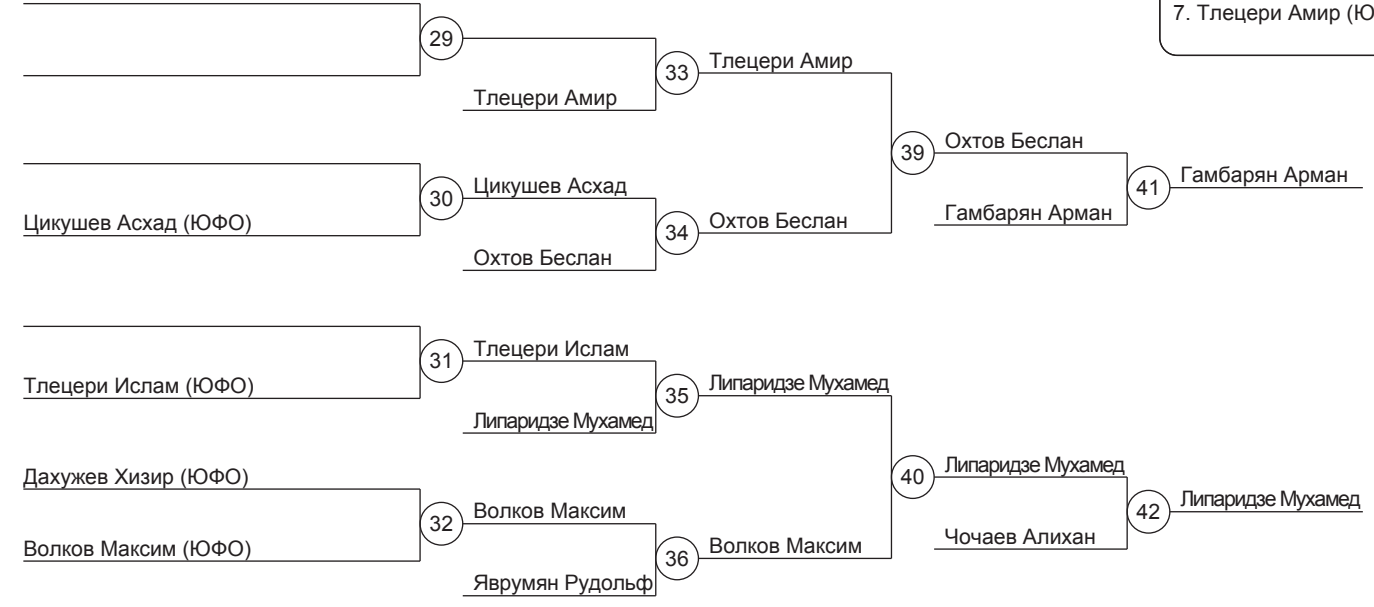 7. Тлецери Амир (Ю
29
Тлецери Амир
33
Тлецери Амир
39
Охтов Беслан
41
Гамбарян Арман
Гамбарян Арман
Цикушев Асхад (ЮФО)
30
Цикушев Асхад
34
Охтов Беслан
Охтов Беслан
31
Тлецери Ислам
Тлецери Ислам (ЮФО)
35
Липаридзе Мухамед
Липаридзе Мухамед
Дахужев Хизир (ЮФО)
40
Липаридзе Мухамед
42
Липаридзе Мухамед
32
Волков Максим
Волков Максим (ЮФО)
36
Волков Максим
Чочаев Алихан
Яврумян Рудольф